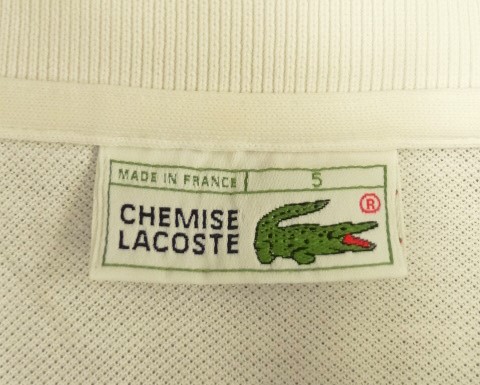 MADE IN FRANCE 5
CHEMISE
LACOSTE ®